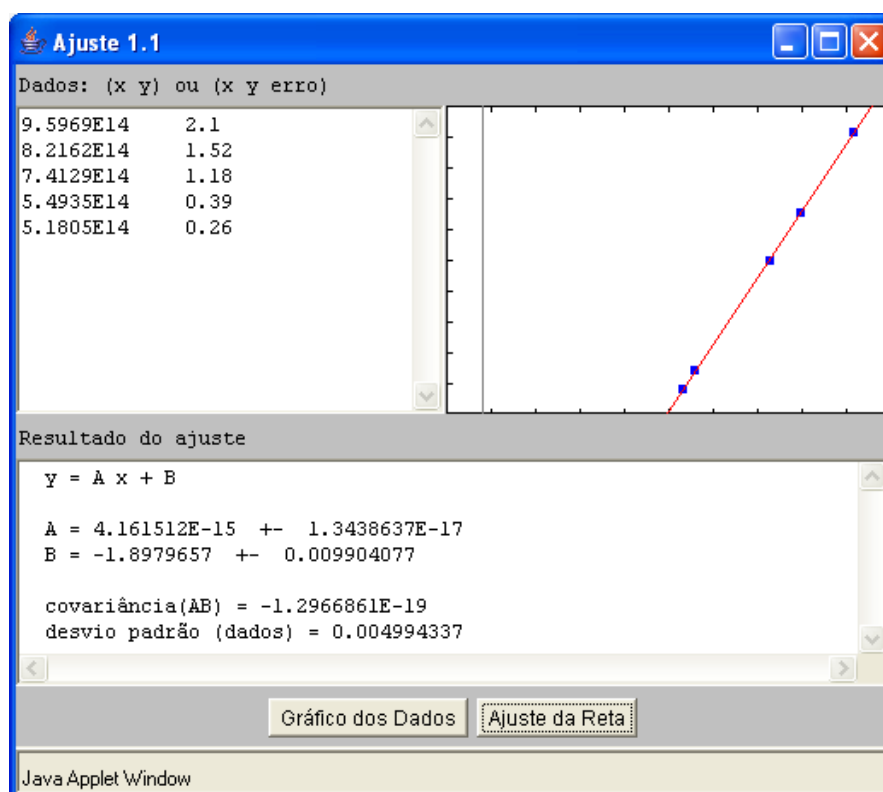 Ajuste 1.1
Dados: (x y) ou (x y erro)
9.5969E14 2.1
8.2162E14 1.52
7.4129E14 1.18
5.4935E14 0.39
5.1805E14 0.26
Resultado do ajuste
y = A x + B
A = 4.161512E-15 +- 1.3438637E-17
B = -1.8979657 +- 0.009904077
covariância(AB) = -1.2966861E-19
desvio padrão (dados) = 0.004994337
Gráfico dos Dados Ajuste da Reta
Java Applet Window